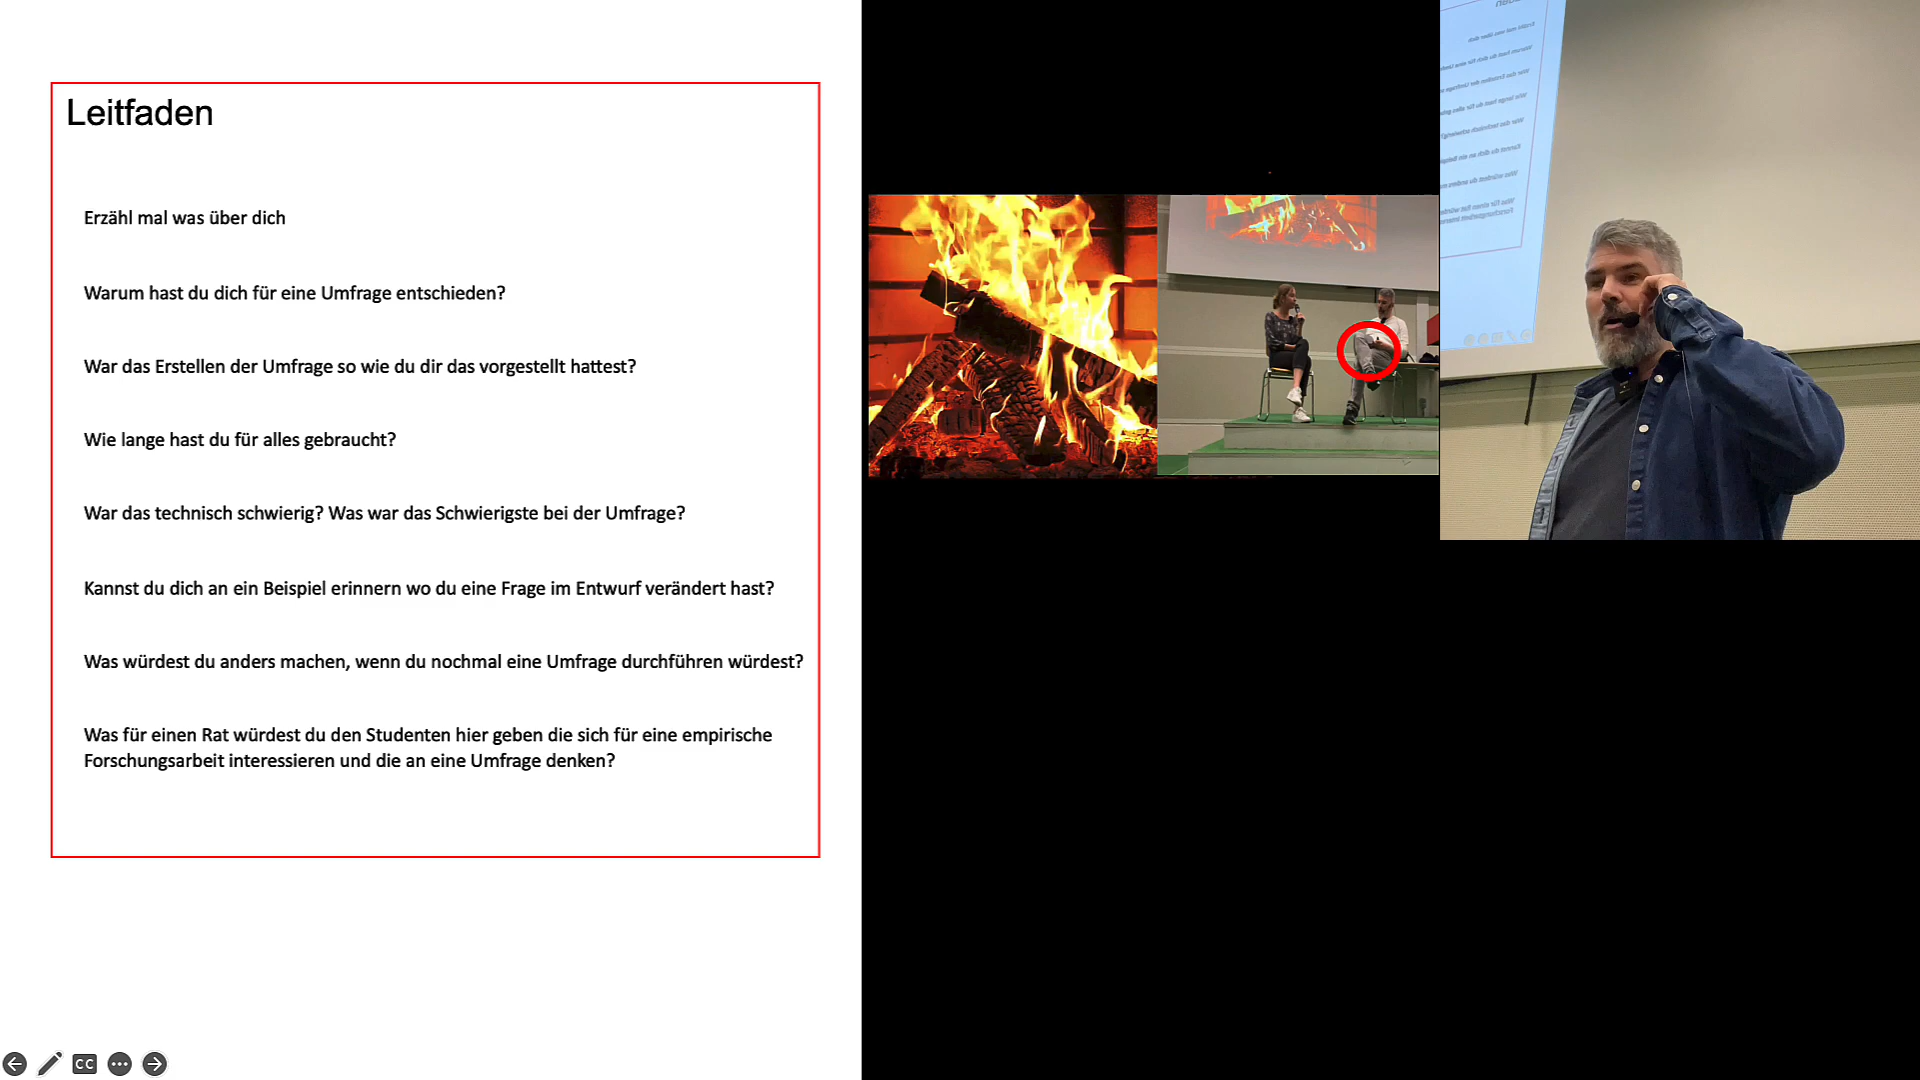 Leitfaden
Erzähl mal was über dich
Warum hast du dich für eine Umfrage entschieden?
War das Erstellen der Umfrage so wie du dir das vorgestellt hattest?
Wie lange hast du für alles gebraucht?
War das technisch schwierig? Was war das Schwierigste bei der Umfrage?
Kannst du dich an ein Beispiel erinnern wo du eine Frage im Entwurf verändert hast?
Was würdest du anders machen, wenn du nochmal eine Umfrage durchführen würdest?
Was für einen Rat würdest du den Studenten hier geben die sich für eine empirische
Forschungsarbeit interessieren und die an eine Umfrage denken?
CC